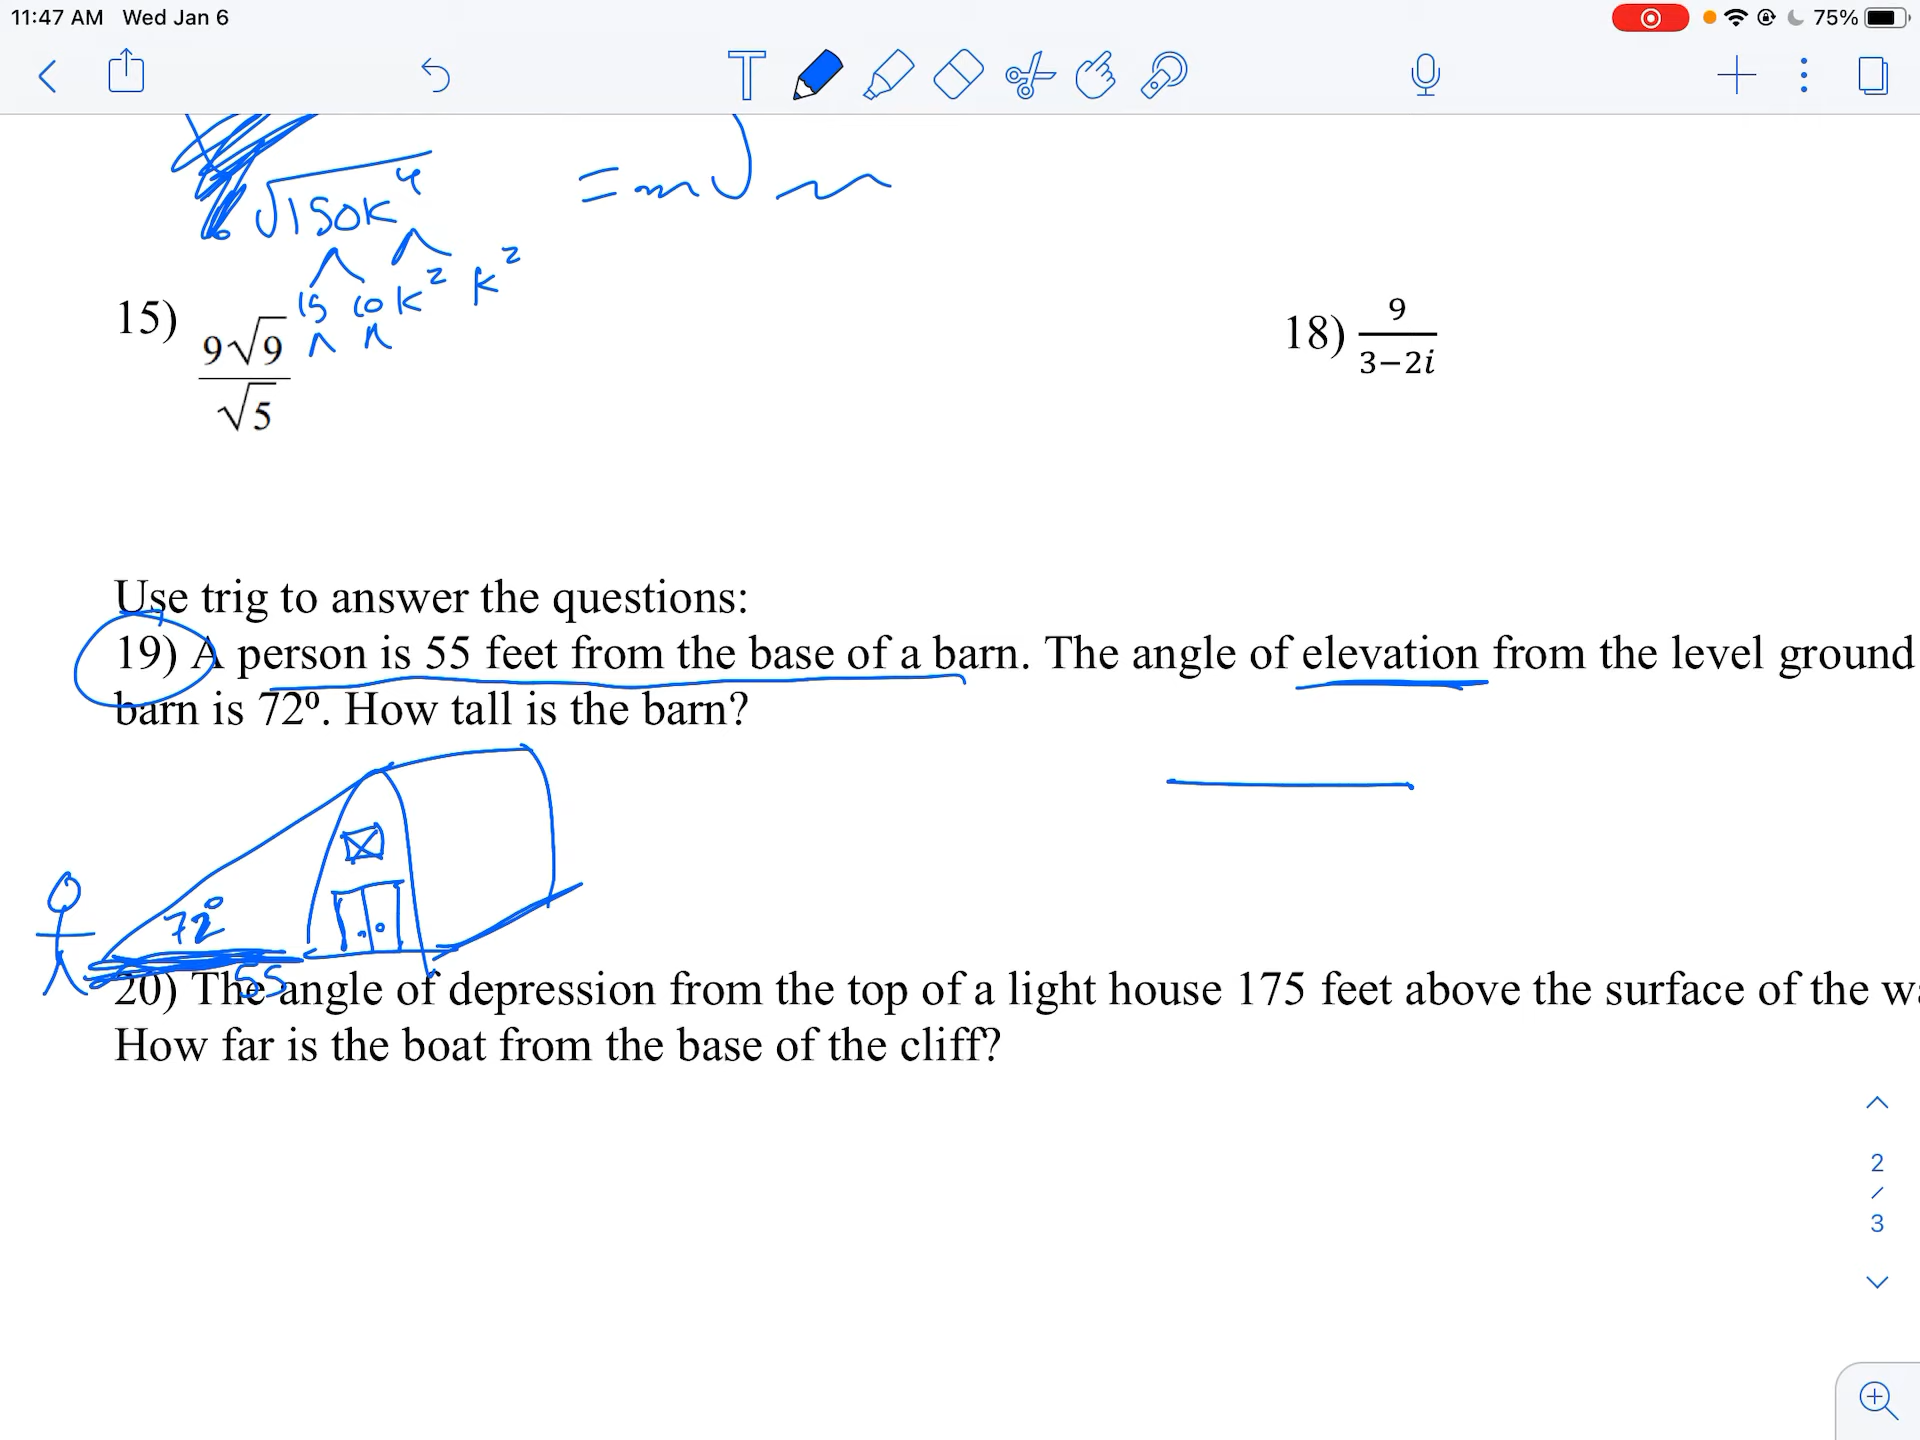 11:47 AM Wed Jan 6
75%
T
6√150k⁴
= m
15 10 k² k²
15) 9√9
√5
18) 9
3−2i
Use trig to answer the questions:
19) A person is 55 feet from the base of a barn. The angle of elevation from the level ground
barn is 72⁰. How tall is the barn?
72°
55
20) The angle of depression from the top of a light house 175 feet above the surface of the
How far is the boat from the base of the cliff?
2
/
3